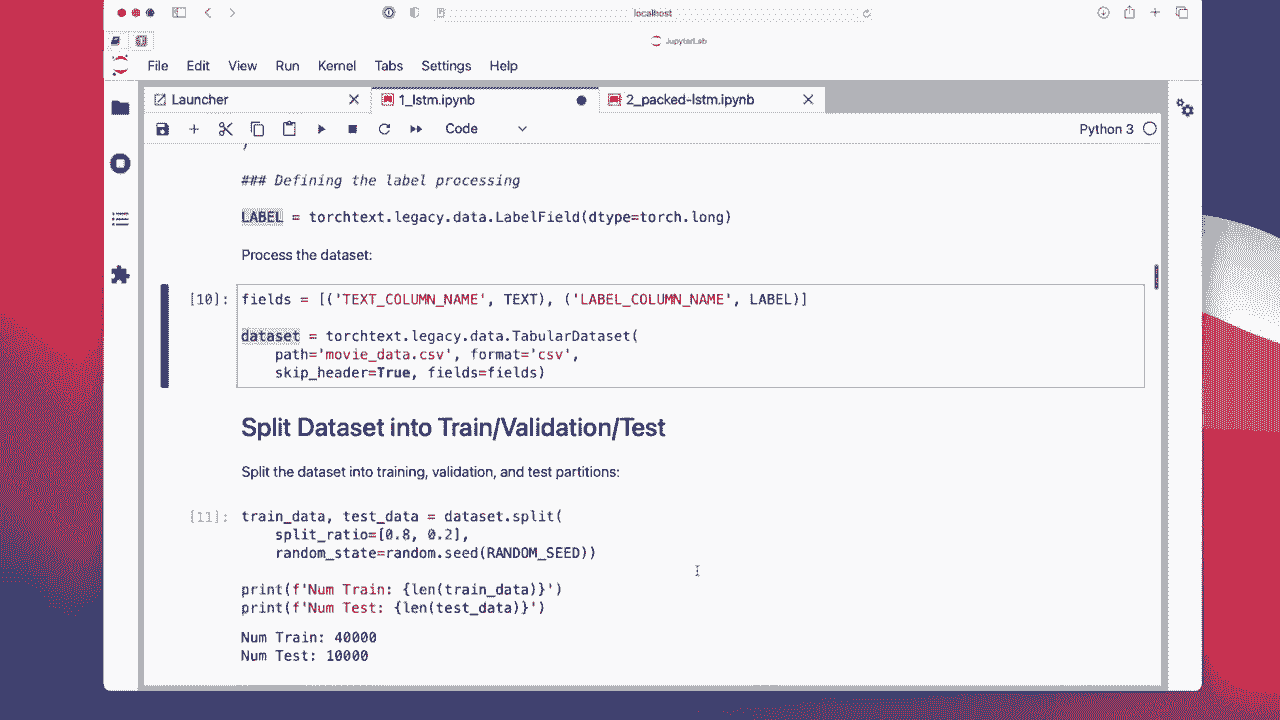 localhost
JupyterLab
File Edit View Run Kernel Tabs Settings Help
Launcher 1_lstm.ipynb 2_packed-lstm.ipynb
Code Python 3
### Defining the label processing
LABEL = torchtext.legacy.data.LabelField(dtype=torch.long)
Process the dataset:
[10]: fields = [('TEXT_COLUMN_NAME', TEXT), ('LABEL_COLUMN_NAME', LABEL)]
dataset = torchtext.legacy.data.TabularDataset(
path='movie_data.csv', format='csv',
skip_header=True, fields=fields)
Split Dataset into Train/Validation/Test
Split the dataset into training, validation, and test partitions:
[11]: train_data, test_data = dataset.split(
split_ratio=[0.8, 0.2],
random_state=random.seed(RANDOM_SEED))
print(f'Num Train: {len(train_data)}')
print(f'Num Test: {len(test_data)}')
Num Train: 40000
Num Test: 10000